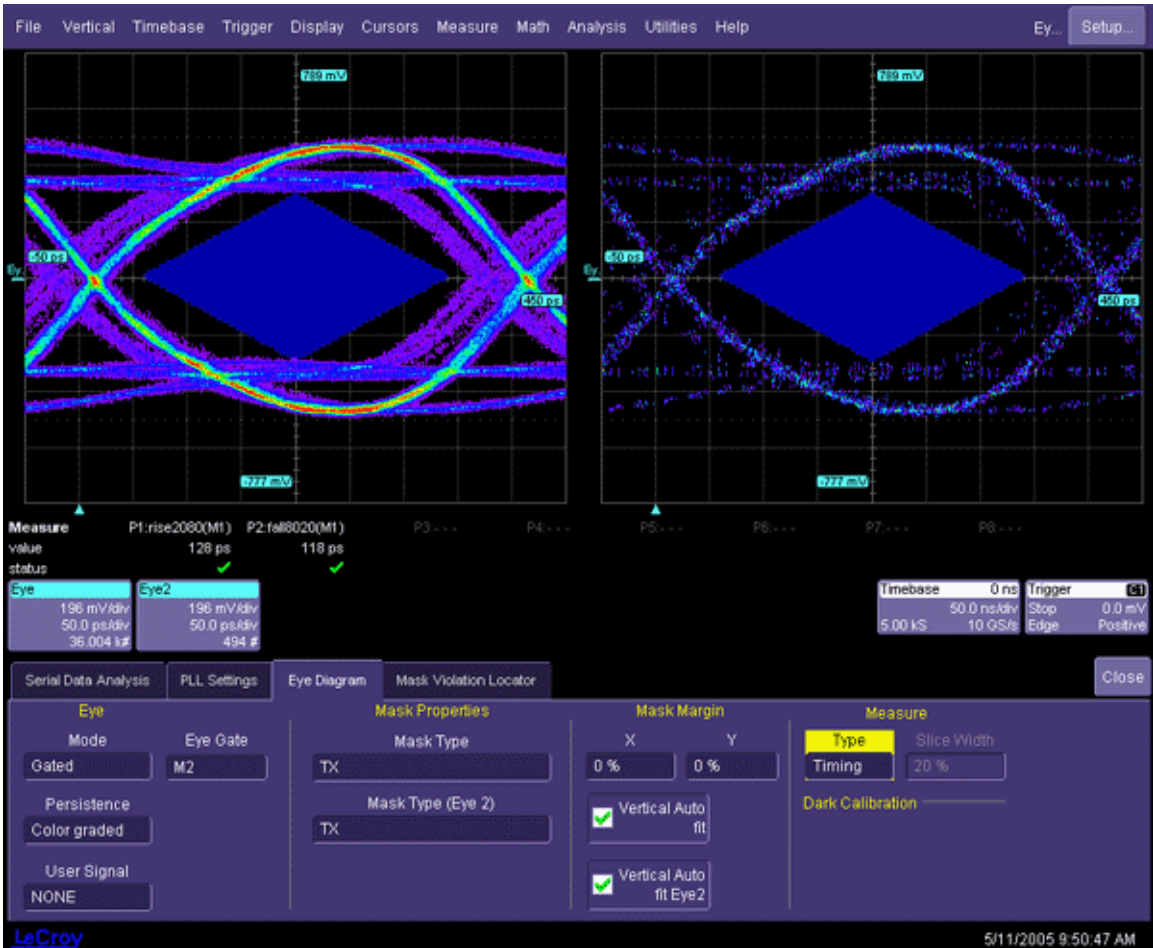 File Vertical Timebase Trigger Display Cursors Measure Math Analysis Utilities Help Ey... Setup...
789 mV 789 mV
Ey -50 ps Ey -50 ps
450 ps 450 ps
-777 mV -777 mV
Measure P1:rise2080(M1) P2:fall8020(M1) P3:- - - P4:- - - P5:- - - P6:- - - P7:- - - P8:- - -
value 128 ps 118 ps
status
Eye Eye2 Timebase 0 ns Trigger C1
196 mV/div 196 mV/div 50.0 ns/div Stop 0.0 mV
50.0 ps/div 50.0 ps/div 5.00 kS 10 GS/s Edge Positive
36.004 k# 494 #
Serial Data Analysis PLL Settings Eye Diagram Mask Violation Locator Close
Eye Mask Properties Mask Margin Measure
Mode Eye Gate Mask Type X Y Type Slice Width
Gated M2 TX 0 % 0 % Timing 20 %
Persistence Mask Type (Eye 2) Vertical Auto fit Dark Calibration
Color graded TX
User Signal Vertical Auto fit Eye2
NONE
LeCroy 5/11/2005 9:50:47 AM